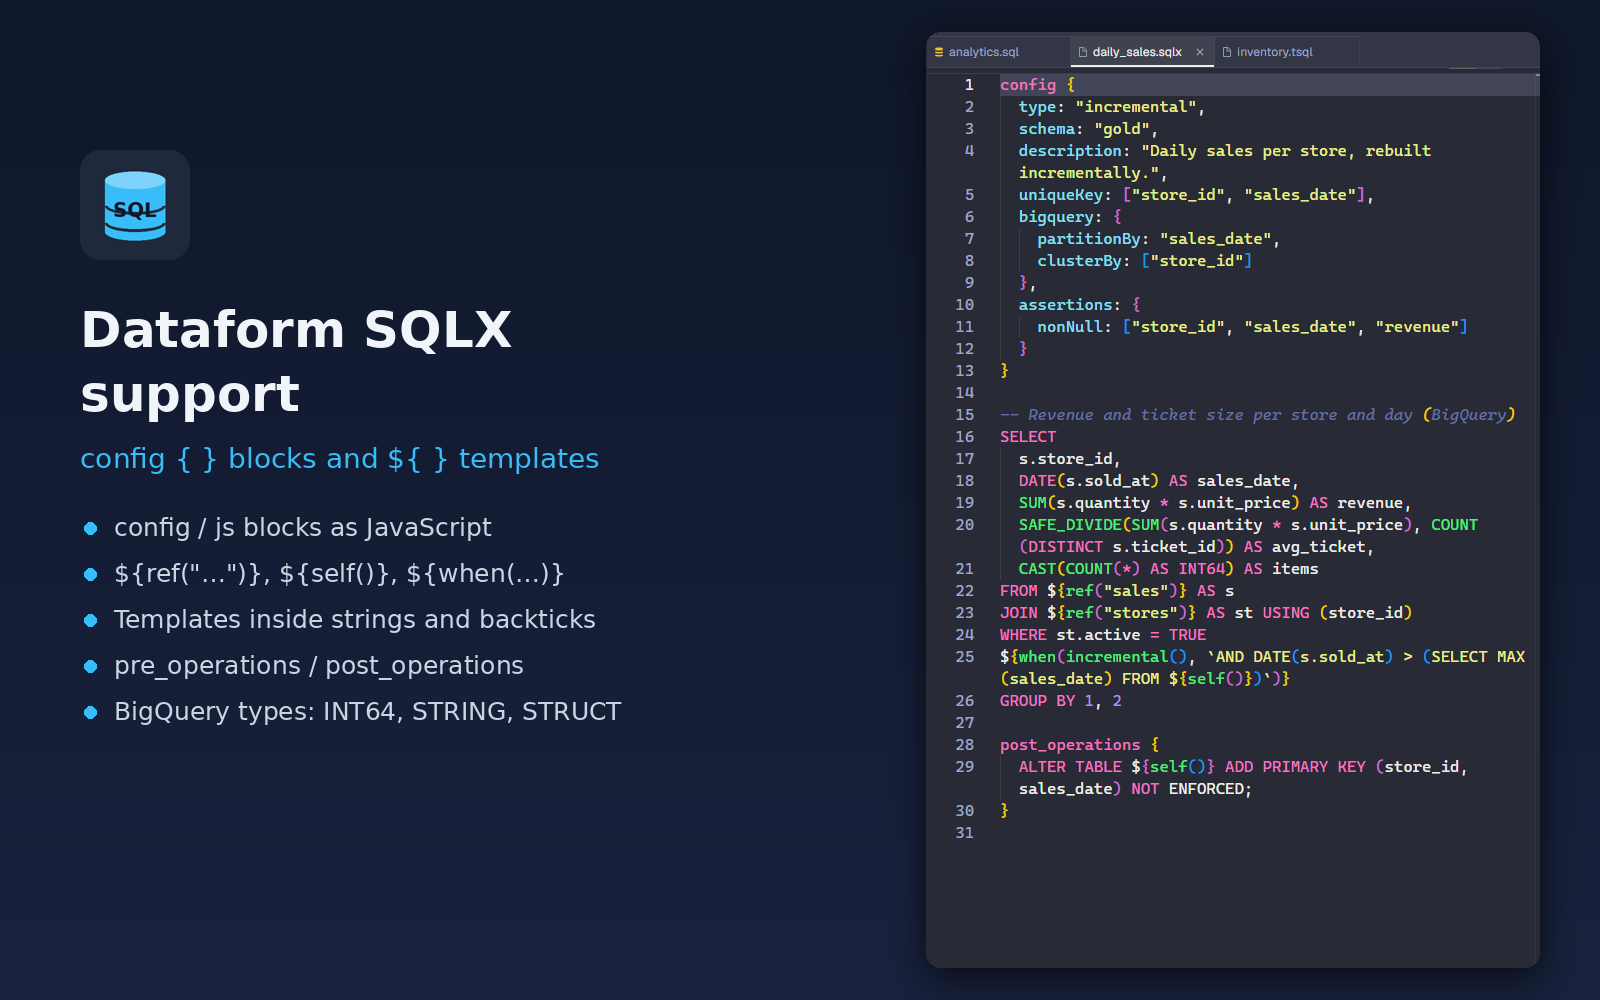 SQL
Dataform SQLX
support
config { } blocks and ${ } templates
config / js blocks as JavaScript
${ref("...")}, ${self()}, ${when(...)}
Templates inside strings and backticks
pre_operations / post_operations
BigQuery types: INT64, STRING, STRUCT
analytics.sql daily_sales.sqlx × inventory.tsql
1 config {
2 type: "incremental",
3 schema: "gold",
4 description: "Daily sales per store, rebuilt
incrementally.",
5 uniqueKey: ["store_id", "sales_date"],
6 bigquery: {
7 partitionBy: "sales_date",
8 clusterBy: ["store_id"]
9 },
10 assertions: {
11 nonNull: ["store_id", "sales_date", "revenue"]
12 }
13 }
14
15 -- Revenue and ticket size per store and day (BigQuery)
16 SELECT
17 s.store_id,
18 DATE(s.sold_at) AS sales_date,
19 SUM(s.quantity * s.unit_price) AS revenue,
20 SAFE_DIVIDE(SUM(s.quantity * s.unit_price), COUNT
(DISTINCT s.ticket_id)) AS avg_ticket,
21 CAST(COUNT(*) AS INT64) AS items
22 FROM ${ref("sales")} AS s
23 JOIN ${ref("stores")} AS st USING (store_id)
24 WHERE st.active = TRUE
25 ${when(incremental(), `AND DATE(s.sold_at) > (SELECT MAX
(sales_date) FROM ${self()})`)}
26 GROUP BY 1, 2
27
28 post_operations {
29 ALTER TABLE ${self()} ADD PRIMARY KEY (store_id,
sales_date) NOT ENFORCED;
30 }
31